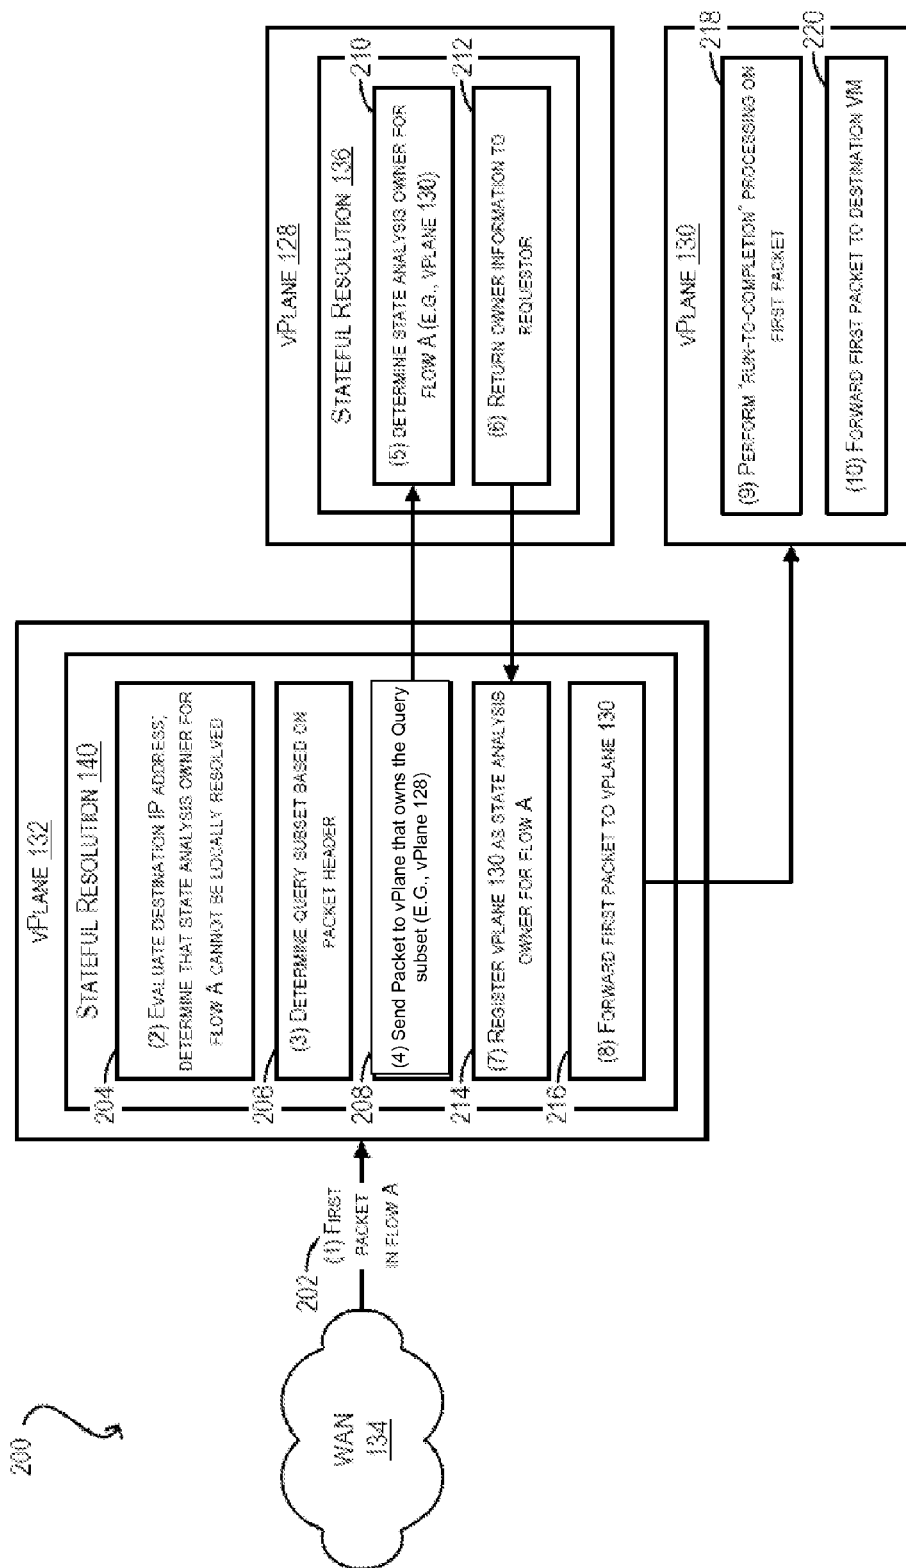 200
WAN
134
202
(1) FIRST
PACKET
IN FLOW A
VPLANE 132
STATEFUL RESOLUTION 140
204
(2) EVALUATE DESTINATION IP ADDRESS;
DETERMINE THAT STATE ANALYSIS OWNER FOR
FLOW A CANNOT BE LOCALLY RESOLVED
206
(3) DETERMINE QUERY SUBSET BASED ON
PACKET HEADER
208
(4) Send Packet to vPlane that owns the Query
subset (E.G., vPlane 128)
214
(7) REGISTER VPLANE 130 AS STATE ANALYSIS
OWNER FOR FLOW A
216
(8) FORWARD FIRST PACKET TO VPLANE 130
VPLANE 128
STATEFUL RESOLUTION 136
210
(5) DETERMINE STATE ANALYSIS OWNER FOR
FLOW A (E.G., VPLANE 130)
212
(6) RETURN OWNER INFORMATION TO
REQUESTOR
VPLANE 130
218
(9) PERFORM "RUN-TO-COMPLETION" PROCESSING ON
FIRST PACKET
220
(10) FORWARD FIRST PACKET TO DESTINATION VM